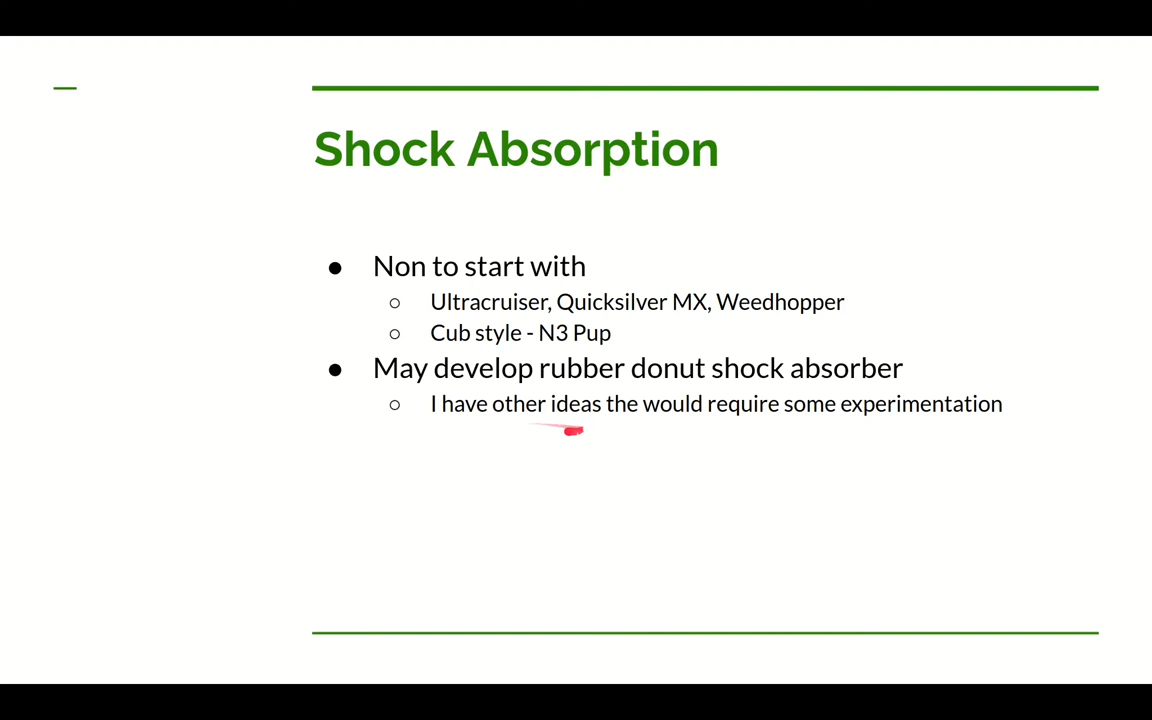 Shock Absorption
● Non to start with
○ Ultracruiser, Quicksilver MX, Weedhopper
○ Cub style - N3 Pup
● May develop rubber donut shock absorber
○ I have other ideas the would require some experimentation